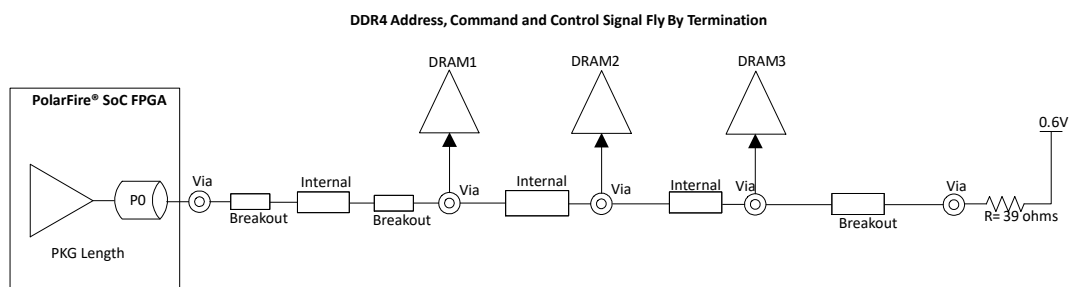 DDR4 Address, Command and Control Signal Fly By Termination
DRAM1
DRAM2
DRAM3
PolarFire® SoC FPGA
0.6V
P0
Via
Breakout
Internal
Breakout
Via
Internal
Via
Internal
Via
Breakout
Via
R= 39 ohms
PKG Length